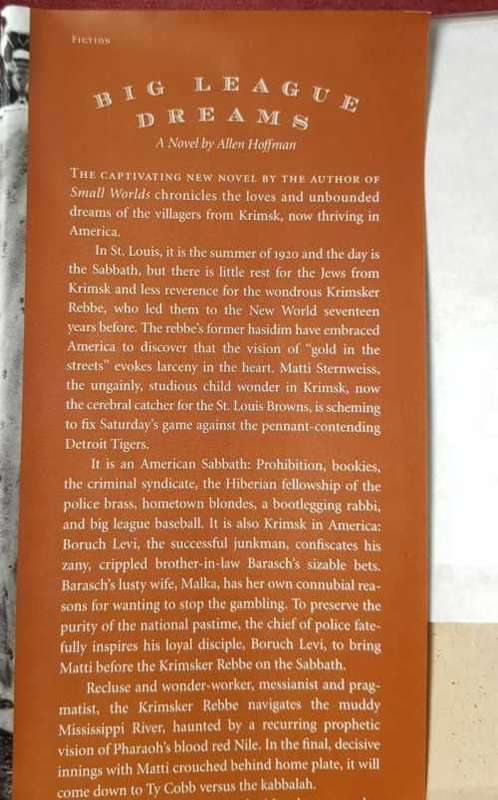 FICTION
BIG LEAGUE
DREAMS
A Novel by Allen Hoffman
THE CAPTIVATING NEW NOVEL BY THE AUTHOR OF
Small Worlds chronicles the loves and unbounded
dreams of the villagers from Krimsk, now thriving in
America.
In St. Louis, it is the summer of 1920 and the day is
the Sabbath, but there is little rest for the Jews from
Krimsk and less reverence for the wondrous Krimsker
Rebbe, who led them to the New World seventeen
years before. The rebbe's former hasidim have embraced
America to discover that the vision of "gold in the
streets" evokes larceny in the heart. Matti Sternweiss,
the ungainly, studious child wonder in Krimsk, now
the cerebral catcher for the St. Louis Browns, is scheming
to fix Saturday's game against the pennant-contending
Detroit Tigers.
It is an American Sabbath: Prohibition, bookies,
the criminal syndicate, the Hiberian fellowship of the
police brass, hometown blondes, a bootlegging rabbi,
and big league baseball. It is also Krimsk in America:
Boruch Levi, the successful junkman, confiscates his
zany, crippled brother-in-law Barasch's sizable bets.
Barasch's lusty wife, Malka, has her own connubial rea-
sons for wanting to stop the gambling. To preserve the
purity of the national pastime, the chief of police fate-
fully inspires his loyal disciple, Boruch Levi, to bring
Matti before the Krimsker Rebbe on the Sabbath.
Recluse and wonder-worker, messianist and prag-
matist, the Krimsker Rebbe navigates the muddy
Mississippi River, haunted by a recurring prophetic
vision of Pharaoh's blood red Nile. In the final, decisive
innings with Matti crouched behind home plate, it will
come down to Ty Cobb versus the kabbalah.